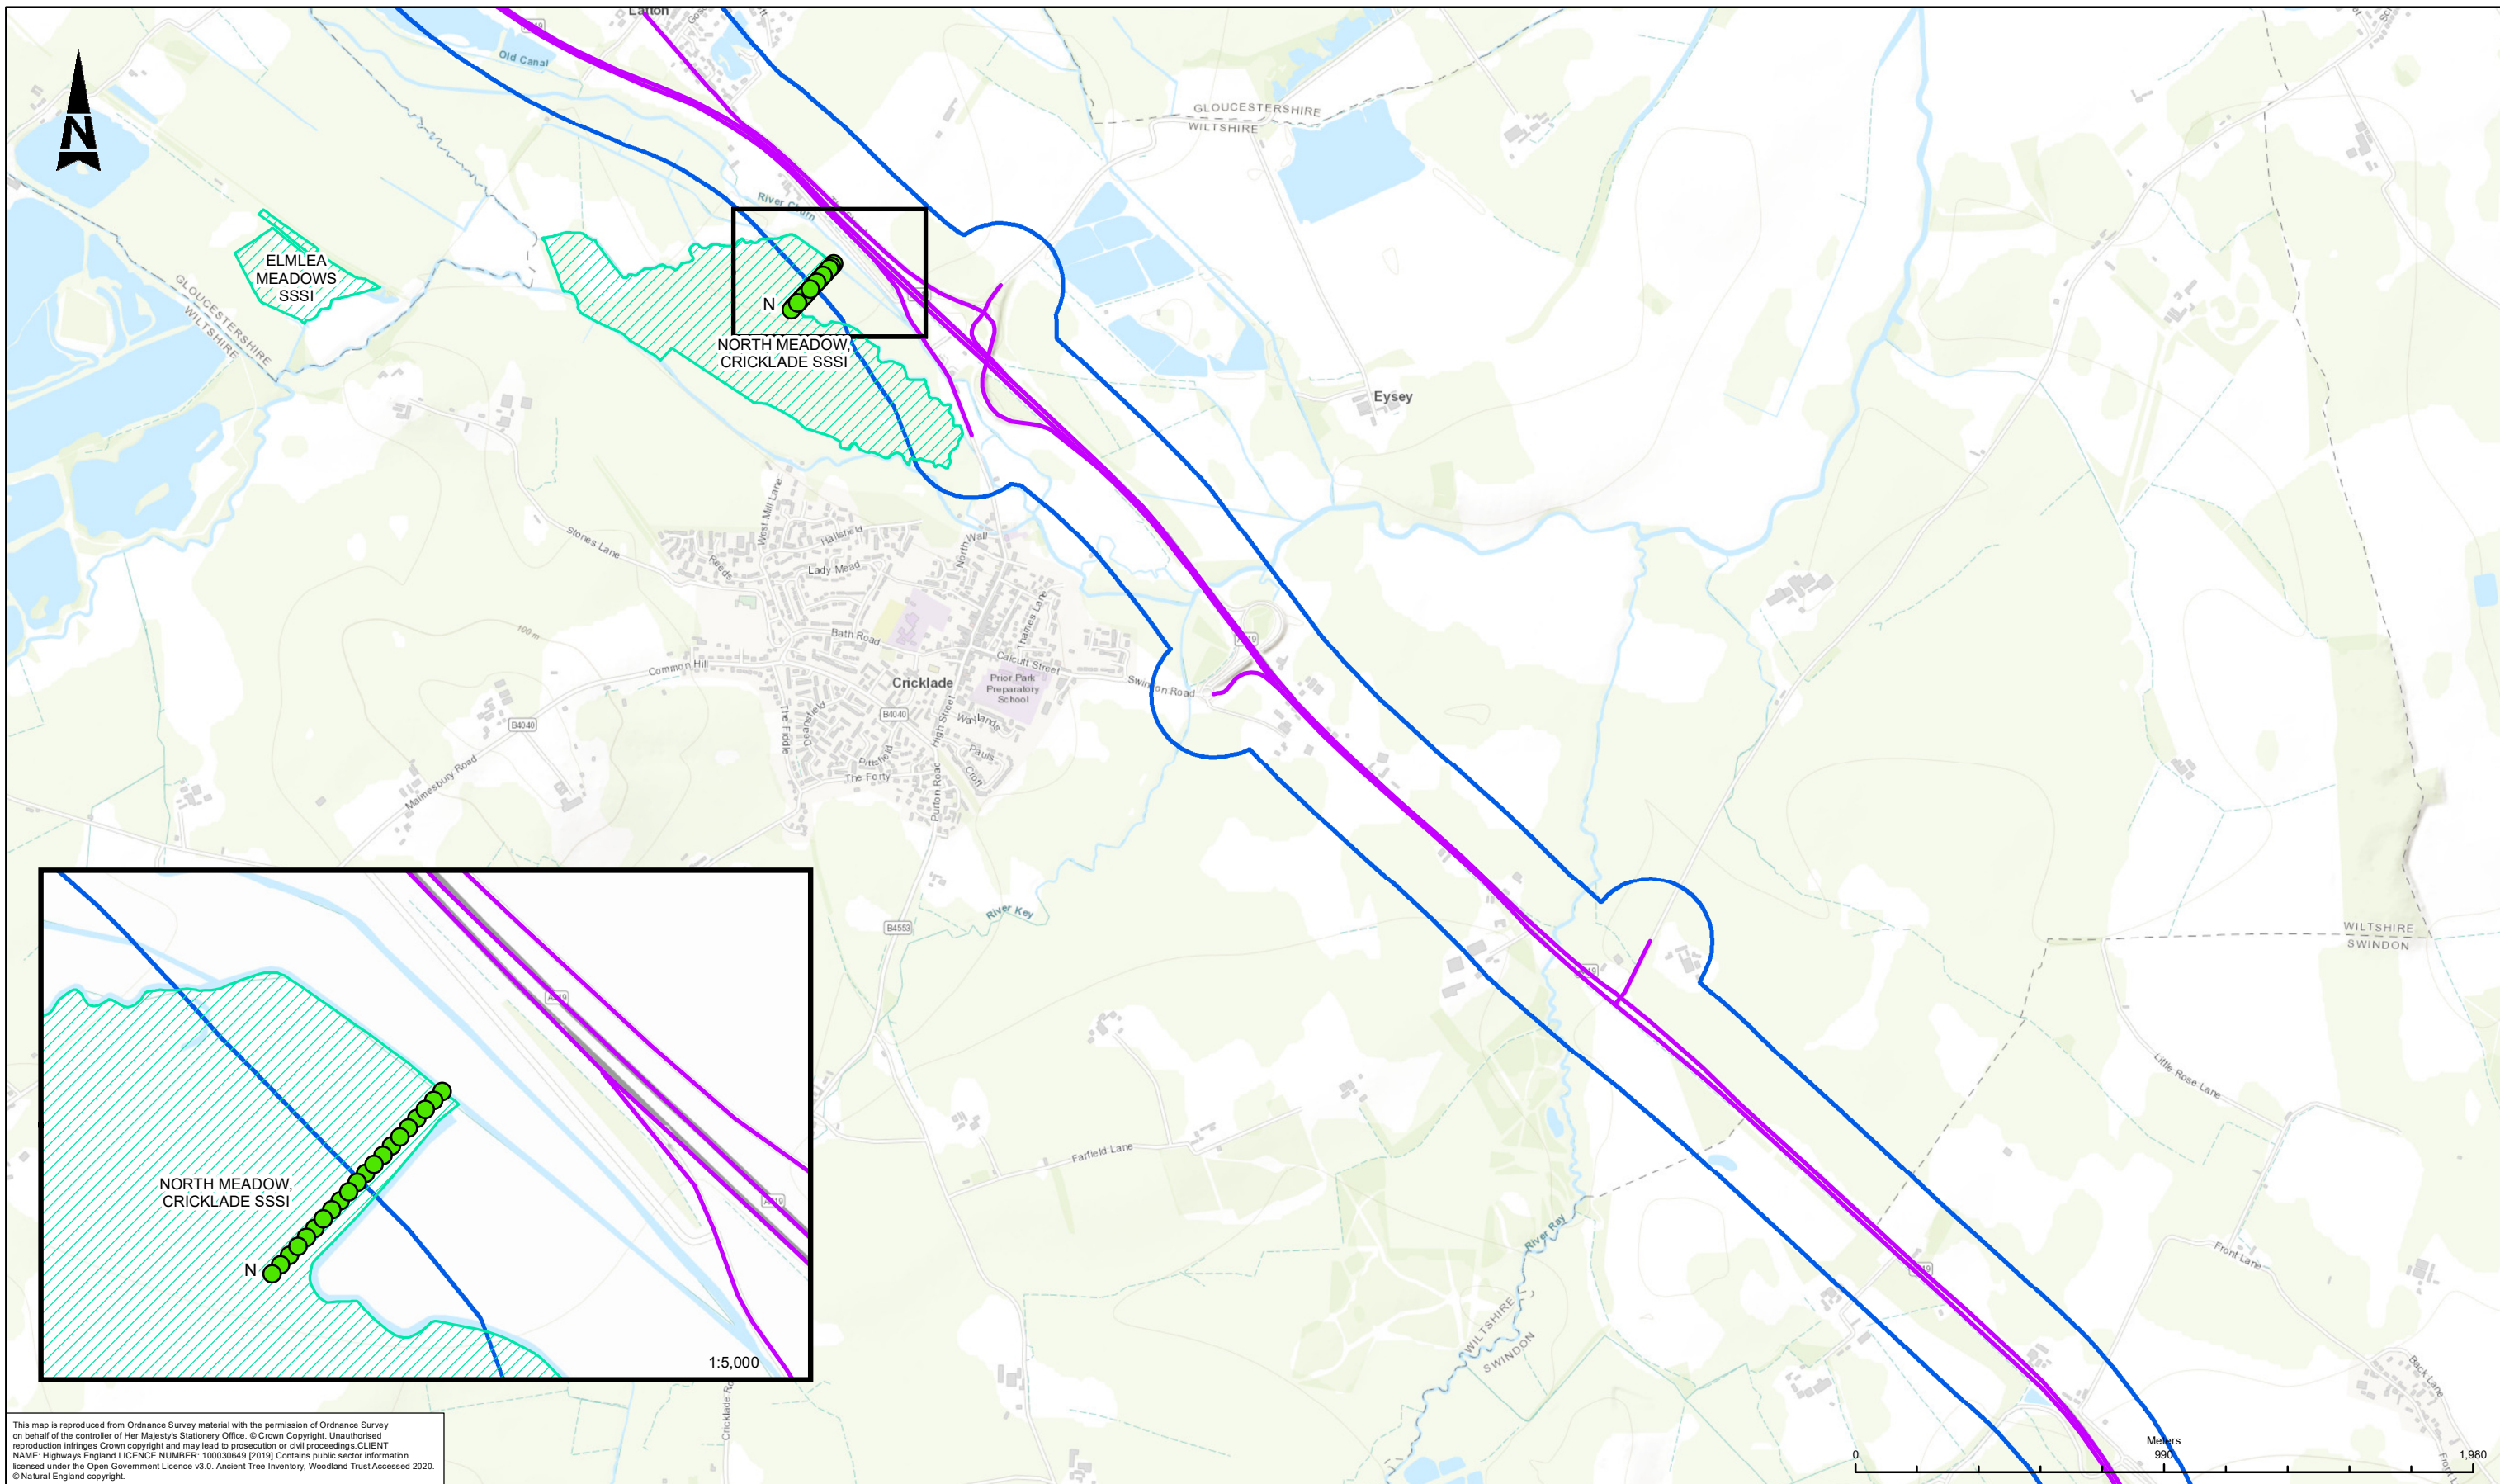 Latton
Old Canal
N
GLOUCESTERSHIRE
WILTSHIRE
River Churn
ELMLEA
MEADOWS
SSSI
GLOUCESTERSHIRE
WILTSHIRE
N
NORTH MEADOW,
CRICKLADE SSSI
Eysey
West Mill Lane
Stones Lane
Hallsfield
North Wall
Reeds
Lady Mead
Thames Lane
100 m
Bath Road
A419
Common Hill
Calcutt Street
Swindon Road
Cricklade
Prior Park
Preparatory
School
B4040
B4040
The Fiddle
Deansfield
High Street
Pittsfield
Pauls
Croft
The Forty
Malmesbury Road
Purton Road
River Key
B4553
WILTSHIRE
SWINDON
A419
A419
NORTH MEADOW,
CRICKLADE SSSI
N
A419
1:5,000
Little Rose Lane
Farfield Lane
River Ray
Front Lane
A419
WILTSHIRE
SWINDON
Back Lane
Meters
0 990 1,980
This map is reproduced from Ordnance Survey material with the permission of Ordnance Survey
on behalf of the controller of Her Majesty's Stationery Office. © Crown Copyright. Unauthorised
reproduction infringes Crown copyright and may lead to prosecution or civil proceedings.CLIENT
NAME: Highways England LICENCE NUMBER: 100030649 [2019] Contains public sector information
licensed under the Open Government Licence v3.0. Ancient Tree Inventory, Woodland Trust Accessed 2020.
© Natural England copyright.